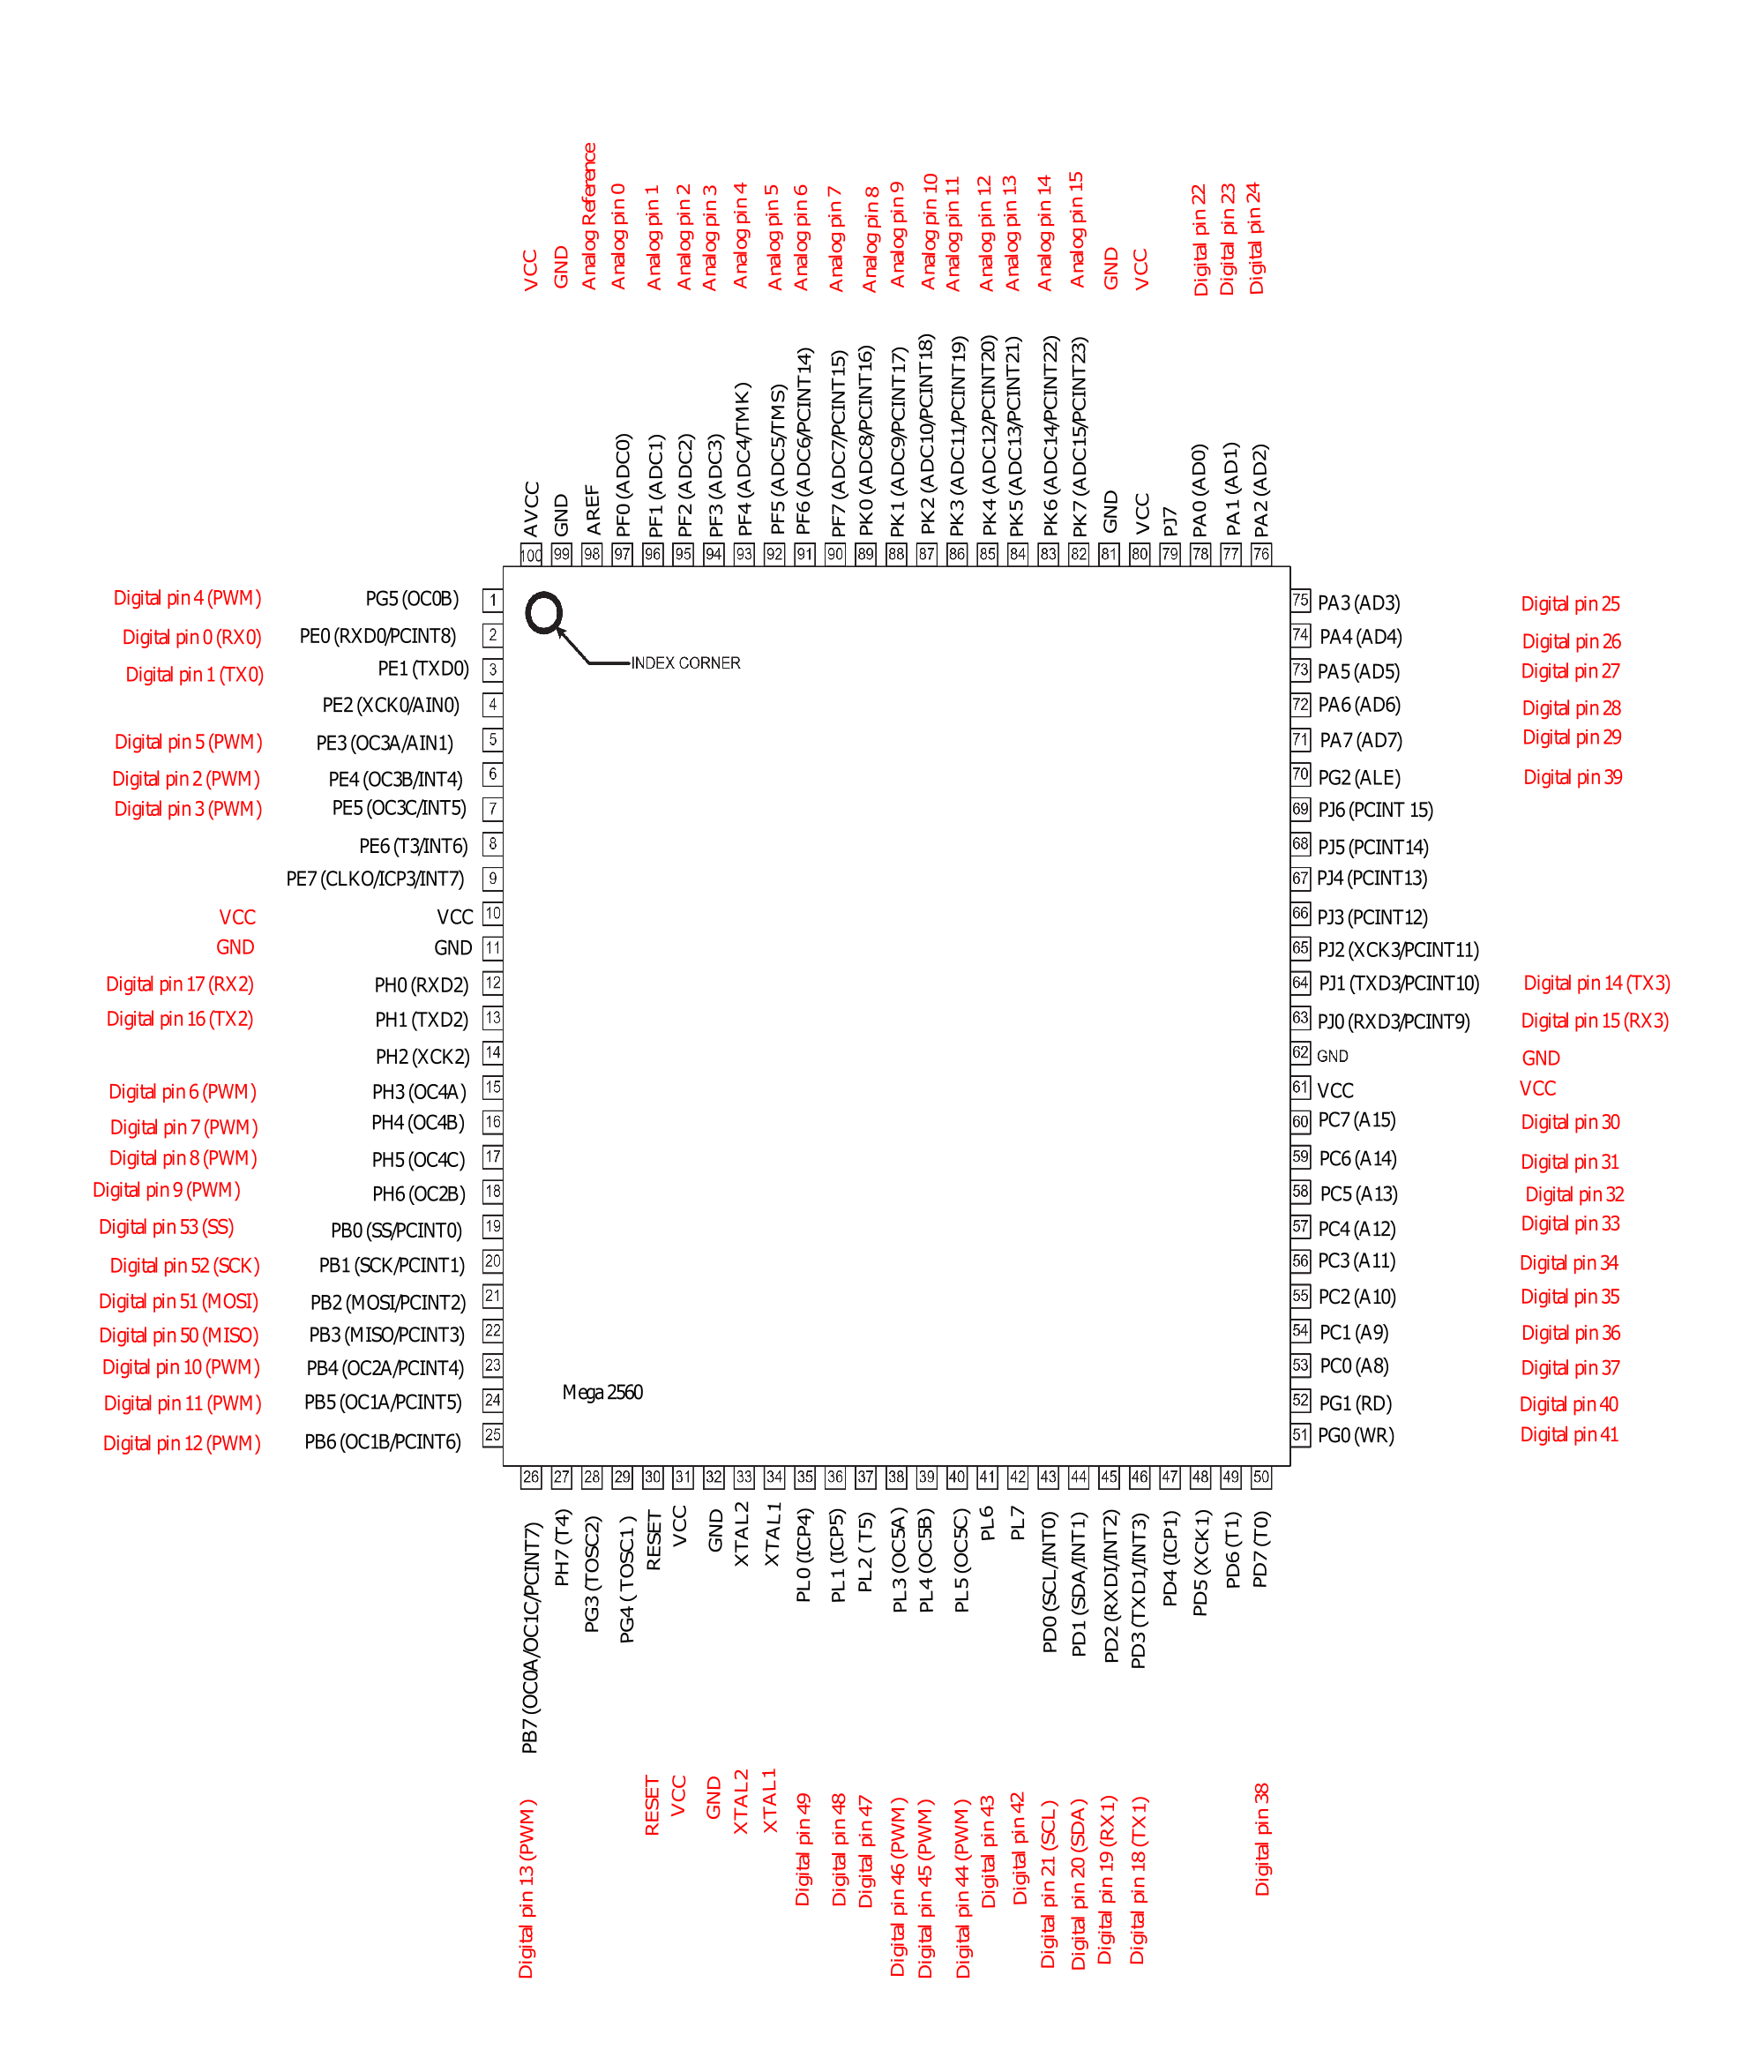 VCC
GND
Analog Reference
Analog pin 0
Analog pin 1
Analog pin 2
Analog pin 3
Analog pin 4
Analog pin 5
Analog pin 6
Analog pin 7
Analog pin 8
Analog pin 9
Analog pin 10
Analog pin 11
Analog pin 12
Analog pin 13
Analog pin 14
Analog pin 15
GND
VCC
Digital pin 22
Digital pin 23
Digital pin 24
AVCC
GND
AREF
PF0 (ADC0)
PF1 (ADC1)
PF2 (ADC2)
PF3 (ADC3)
PF4 (ADC4/TMK)
PF5 (ADC5/TMS)
PF6 (ADC6/PCINT14)
PF7 (ADC7/PCINT15)
PK0 (ADC8/PCINT16)
PK1 (ADC9/PCINT17)
PK2 (ADC10/PCINT18)
PK3 (ADC11/PCINT19)
PK4 (ADC12/PCINT20)
PK5 (ADC13/PCINT21)
PK6 (ADC14/PCINT22)
PK7 (ADC15/PCINT23)
GND
VCC
PJ7
PA0 (AD0)
PA1 (AD1)
PA2 (AD2)
100 99 98 97 96 95 94 93 92 91 90 89 88 87 86 85 84 83 82 81 80 79 78 77 76
Digital pin 4 (PWM) PG5 (OC0B) 1
Digital pin 0 (RX0) PE0 (RXD0/PCINT8) 2
Digital pin 1 (TX0) PE1 (TXD0) 3
PE2 (XCK0/AIN0) 4
Digital pin 5 (PWM) PE3 (OC3A/AIN1) 5
Digital pin 2 (PWM) PE4 (OC3B/INT4) 6
Digital pin 3 (PWM) PE5 (OC3C/INT5) 7
PE6 (T3/INT6) 8
PE7 (CLKO/ICP3/INT7) 9
VCC VCC 10
GND GND 11
Digital pin 17 (RX2) PH0 (RXD2) 12
Digital pin 16 (TX2) PH1 (TXD2) 13
PH2 (XCK2) 14
Digital pin 6 (PWM) PH3 (OC4A) 15
Digital pin 7 (PWM) PH4 (OC4B) 16
Digital pin 8 (PWM) PH5 (OC4C) 17
Digital pin 9 (PWM) PH6 (OC2B) 18
Digital pin 53 (SS) PB0 (SS/PCINT0) 19
Digital pin 52 (SCK) PB1 (SCK/PCINT1) 20
Digital pin 51 (MOSI) PB2 (MOSI/PCINT2) 21
Digital pin 50 (MISO) PB3 (MISO/PCINT3) 22
Digital pin 10 (PWM) PB4 (OC2A/PCINT4) 23
Digital pin 11 (PWM) PB5 (OC1A/PCINT5) 24
Digital pin 12 (PWM) PB6 (OC1B/PCINT6) 25
INDEX CORNER
Mega 2560
75 PA3 (AD3) Digital pin 25
74 PA4 (AD4) Digital pin 26
73 PA5 (AD5) Digital pin 27
72 PA6 (AD6) Digital pin 28
71 PA7 (AD7) Digital pin 29
70 PG2 (ALE) Digital pin 39
69 PJ6 (PCINT 15)
68 PJ5 (PCINT14)
67 PJ4 (PCINT13)
66 PJ3 (PCINT12)
65 PJ2 (XCK3/PCINT11)
64 PJ1 (TXD3/PCINT10) Digital pin 14 (TX3)
63 PJ0 (RXD3/PCINT9) Digital pin 15 (RX3)
62 GND GND
61 VCC VCC
60 PC7 (A15) Digital pin 30
59 PC6 (A14) Digital pin 31
58 PC5 (A13) Digital pin 32
57 PC4 (A12) Digital pin 33
56 PC3 (A11) Digital pin 34
55 PC2 (A10) Digital pin 35
54 PC1 (A9) Digital pin 36
53 PC0 (A8) Digital pin 37
52 PG1 (RD) Digital pin 40
51 PG0 (WR) Digital pin 41
26 27 28 29 30 31 32 33 34 35 36 37 38 39 40 41 42 43 44 45 46 47 48 49 50
PB7 (OC0A/OC1C/PCINT7)
PH7 (T4)
PG3 (TOSC2)
PG4 ( TOSC1 )
RESET
VCC
GND
XTAL2
XTAL1
PL0 (ICP4)
PL1 (ICP5)
PL2 ( T5)
PL3 (OC5A )
PL4 (OC5B)
PL5 (OC5C)
PL6
PL7
PD0 (SCL/INT0)
PD1 (SDA/INT1)
PD2 (RXDI/INT2)
PD3 (TXD1/INT3)
PD4 (ICP1)
PD5 (XCK1)
PD6 (T1)
PD7 (T0)
Digital pin 13 (PWM )
RESET
VCC
GND
XTAL2
XTAL1
Digital pin 49
Digital pin 48
Digital pin 47
Digital pin 46 (PWM )
Digital pin 45 (PWM )
Digital pin 44 (PWM )
Digital pin 43
Digital pin 42
Digital pin 21 (SCL)
Digital pin 20 (SDA )
Digital pin 19 (RX1)
Digital pin 18 (TX1)
Digital pin 38